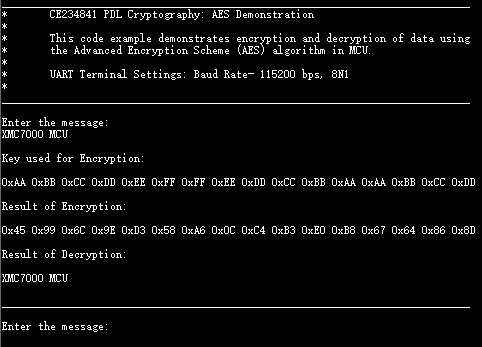 *      CE234841 PDL Cryptography: AES Demonstration
*
*      This code example demonstrates encryption and decryption of data using
*      the Advanced Encryption Scheme (AES) algorithm in MCU.
*
*      UART Terminal Settings: Baud Rate- 115200 bps, 8N1
*
Enter the message:
XMC7000 MCU
Key used for Encryption:
0xAA 0xBB 0xCC 0xDD 0xEE 0xFF 0xFF 0xEE 0xDD 0xCC 0xBB 0xAA 0xAA 0xBB 0xCC 0xDD
Result of Encryption:
0x45 0x99 0x6C 0x9E 0xD3 0x58 0xA6 0x0C 0xC4 0xB3 0xE0 0xB8 0x67 0x64 0x86 0x8D
Result of Decryption:
XMC7000 MCU
Enter the message: